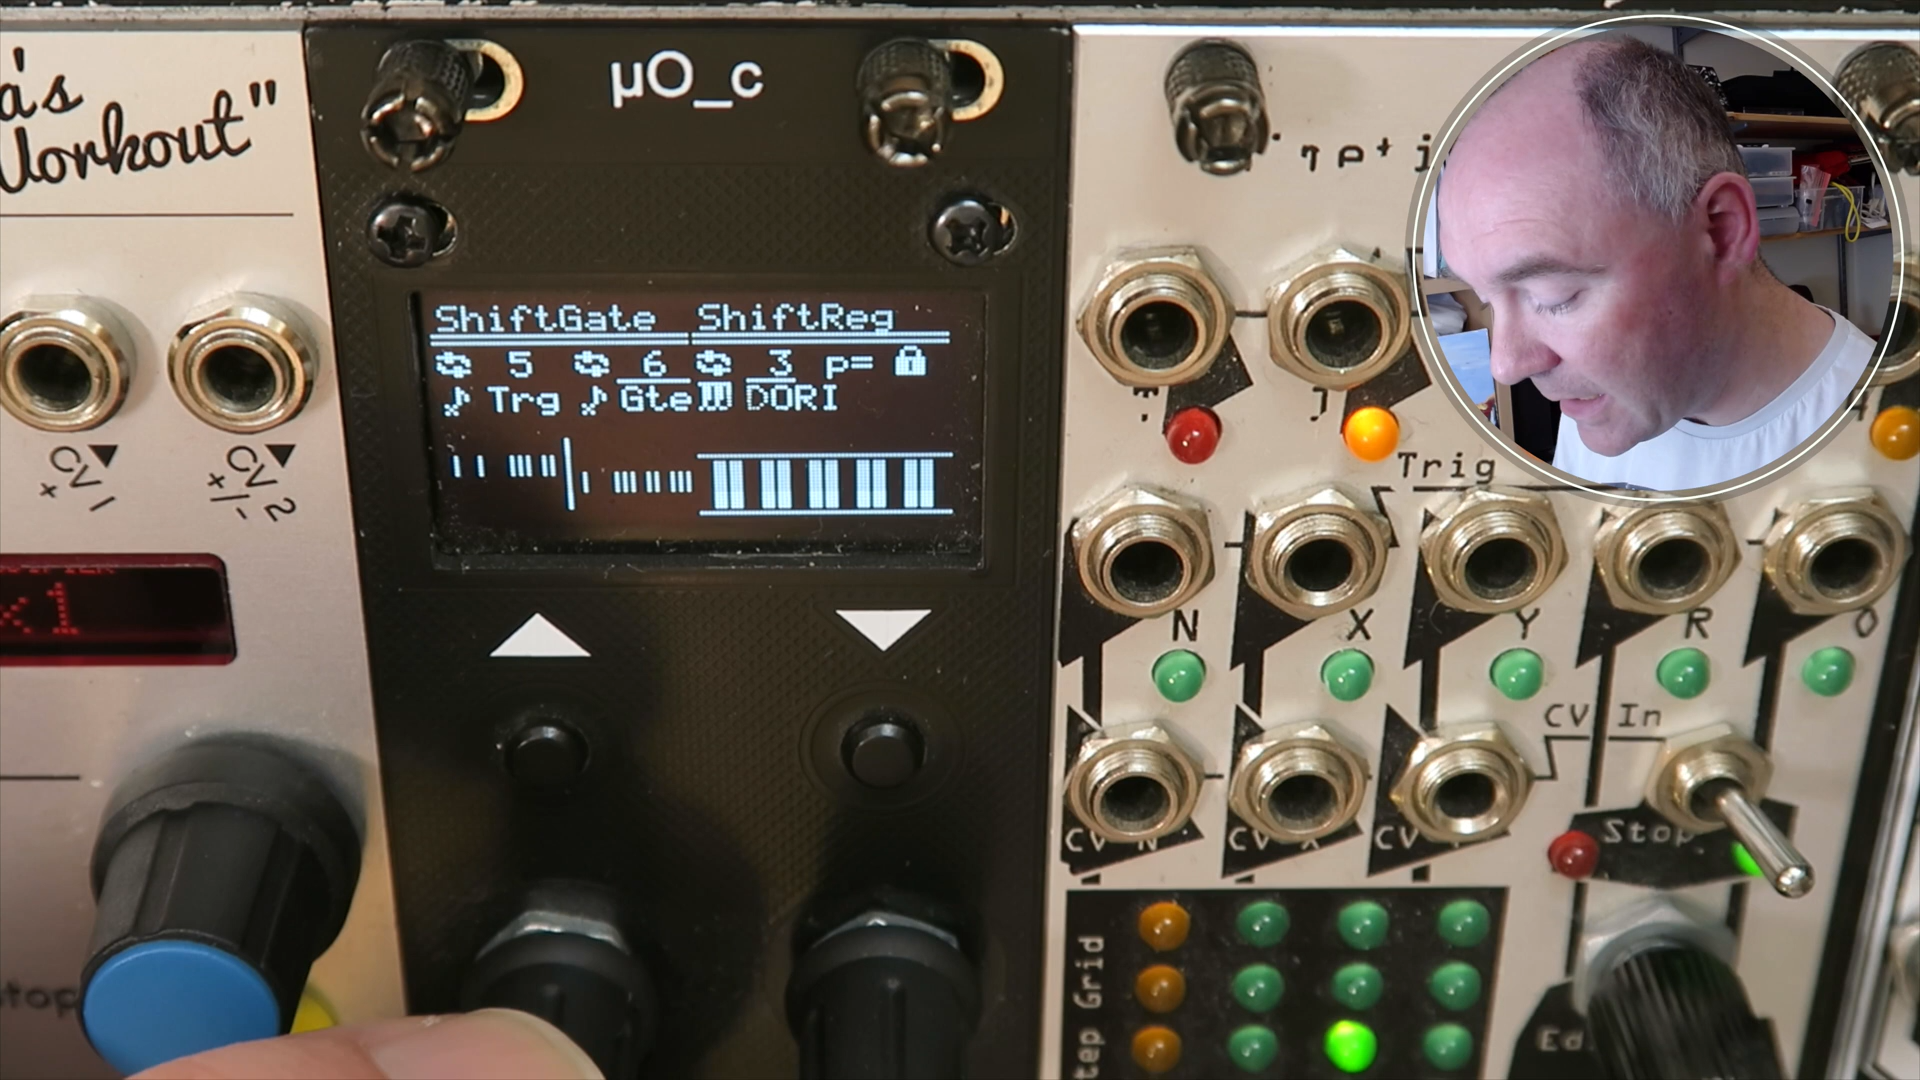 a's
Workout"
µO_c
ShiftGate ShiftReg
5 6 3 p=
Trg Gte DORI
CV 1
+
CV 2
+/-
x1
Trig
N X Y R O
CV In
CV N CV X CV
Stop
Step Grid